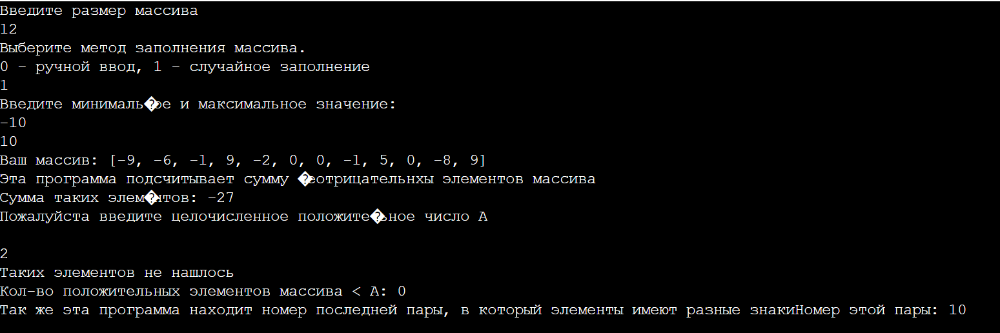 Введите размер массива
12
Выберите метод заполнения массива.
0 - ручной ввод, 1 - случайное заполнение
1
Введите минималь�ое и максимальное значение:
-10
10
Ваш массив: [-9, -6, -1, 9, -2, 0, 0, -1, 5, 0, -8, 9]
Эта программа подсчитывает сумму �еотрицательнхы элементов массива
Сумма таких элем�нтов: -27
Пожалуйста введите целочисленное положите�ьное число А
2
Таких элементов не нашлось
Кол-во положительных элементов массива < А: 0
Так же эта программа находит номер последней пары, в который элементы имеют разные знакиНомер этой пары: 10